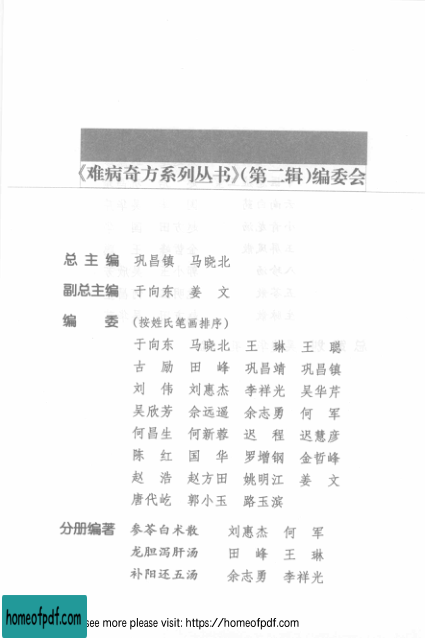 《难病奇方系列丛书》(第二辑)编委会
总 主 编 巩昌镇 马晓北
副总主编 于向东 姜 文
编 委 (按姓氏笔画排序)
于向东 马晓北 王 琳 王 聪
古 励 田 峰 巩昌靖 巩昌镇
刘 伟 刘惠杰 李祥光 吴华芹
吴欣芳 余远遥 余志勇 何 军
何昌生 何新蓉 迟 程 迟慧彦
陈 红 国 华 罗增钢 金哲峰
赵 浩 赵方田 姚明江 姜 文
唐代屹 郭小玉 路玉滨
分册编著 参苓白术散 刘惠杰 何 军
龙胆泻肝汤 田 峰 王 琳
补阳还五汤 余志勇 李祥光
homeofpdf.com
see more please visit: https://homeofpdf.com